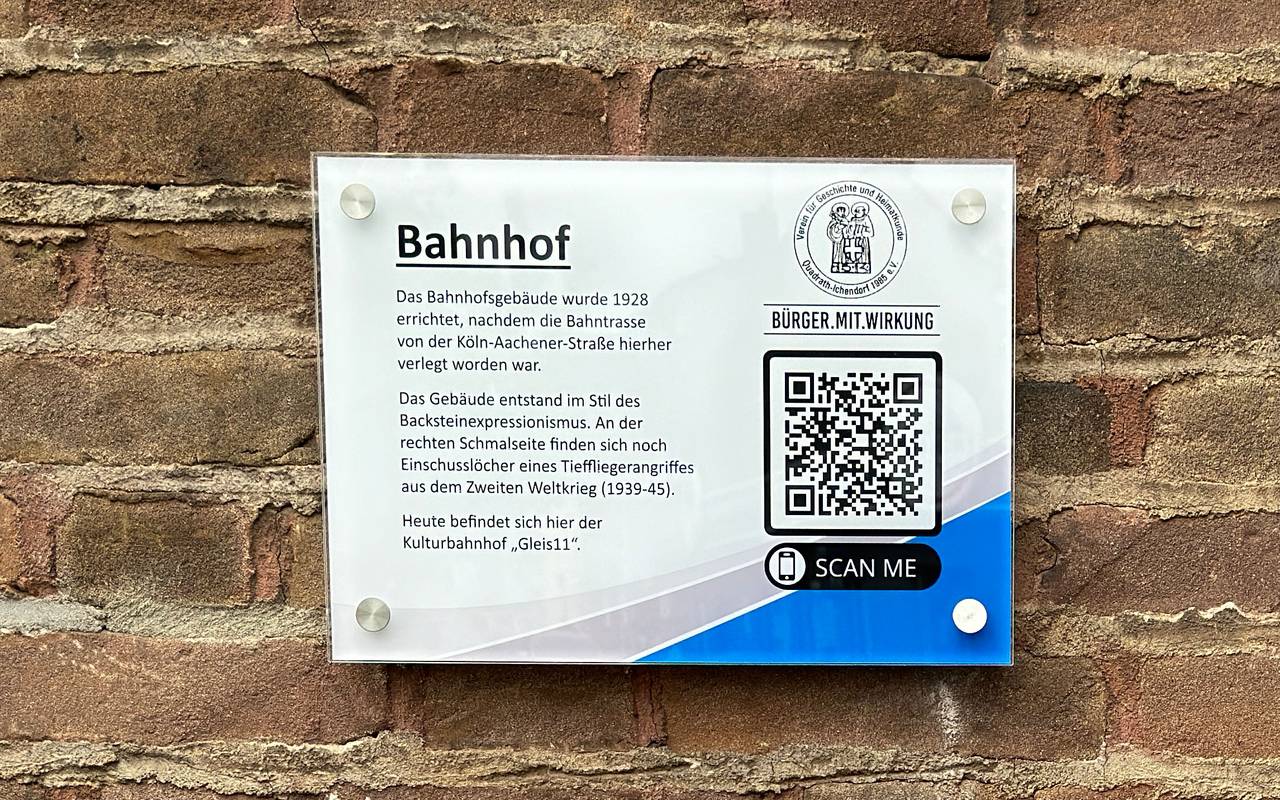 Bahnhof
Das Bahnhofsgebäude wurde 1928
errichtet, nachdem die Bahntrasse
von der Köln-Aachener-Straße hierher
verlegt worden war.
Das Gebäude entstand im Stil des
Backsteinexpressionismus. An der
rechten Schmalseite finden sich noch
Einschusslöcher eines Tieffliegerangriffes
aus dem Zweiten Weltkrieg (1939-45).
Heute befindet sich hier der
Kulturbahnhof „Gleis11“.
Verein für Geschichte und Heimatkunde
Quadrath-Ichendorf 1985 e.V.
BÜRGER.MIT.WIRKUNG
SCAN ME